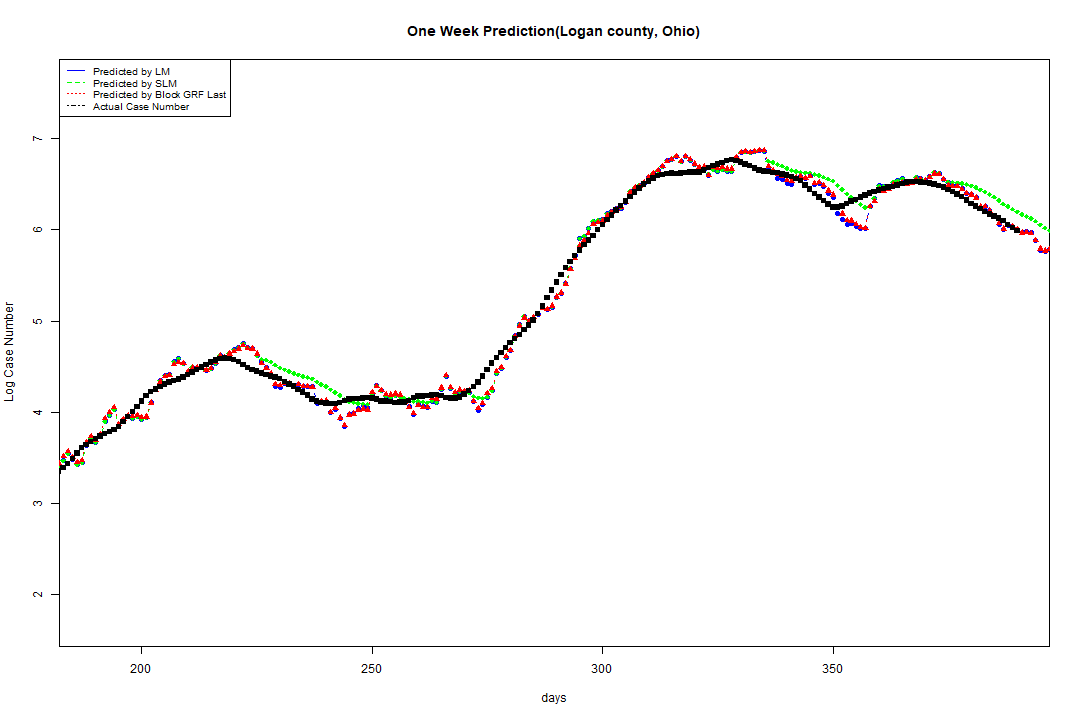 One Week Prediction(Logan county, Ohio)
Predicted by LM
Predicted by SLM
Predicted by Block GRF Last
Actual Case Number
7
6
5
4
3
2
Log Case Number
200
250
300
350
days